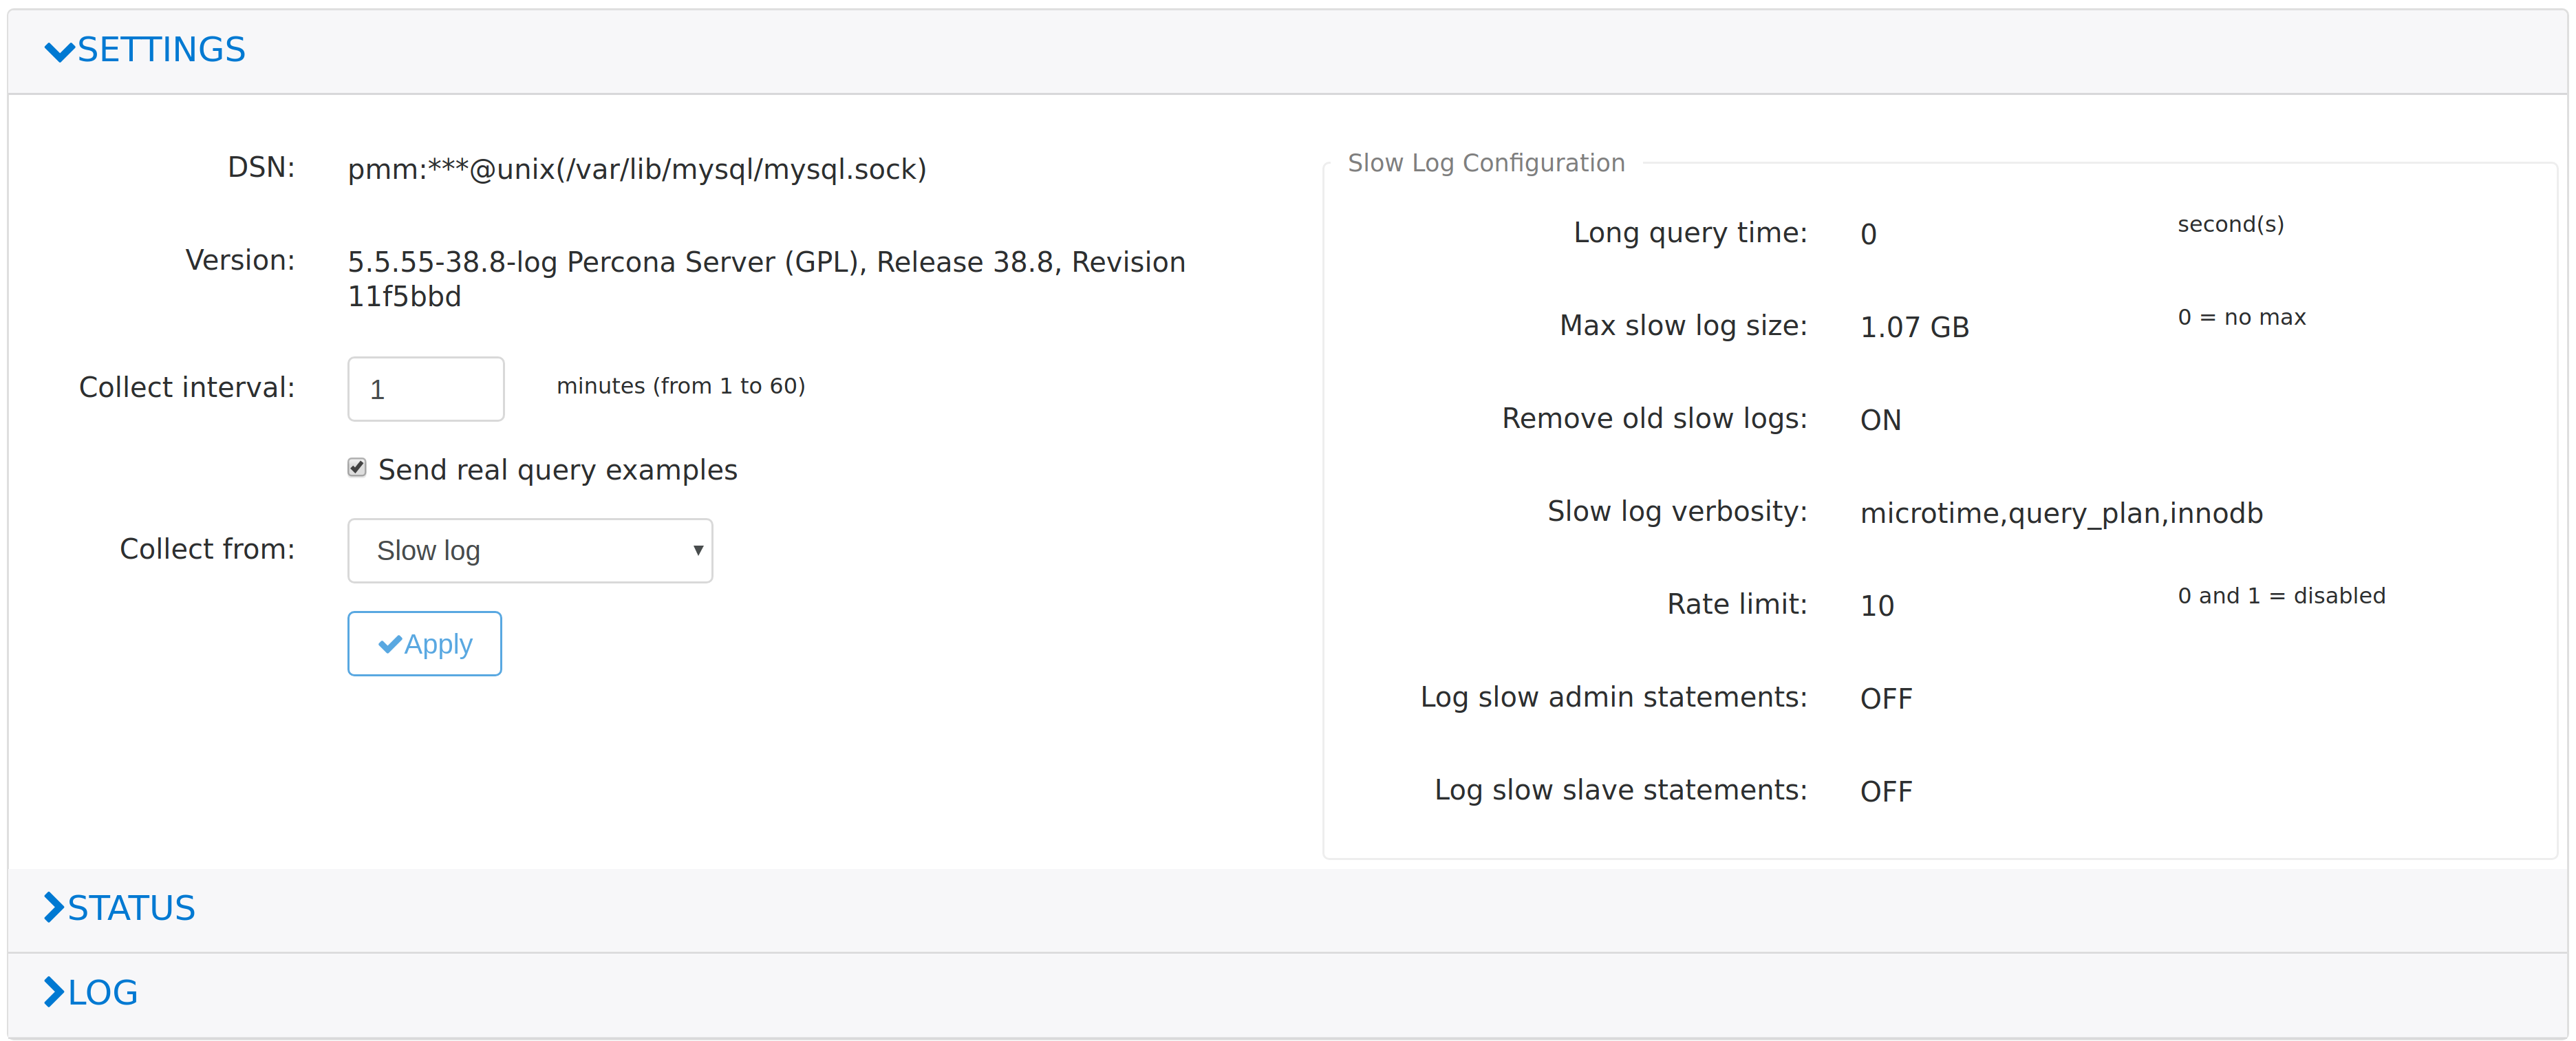 SETTINGS
DSN: pmm:***@unix(/var/lib/mysql/mysql.sock)
Version: 5.5.55-38.8-log Percona Server (GPL), Release 38.8, Revision
11f5bbd
Collect interval: 1 minutes (from 1 to 60)
Send real query examples
Collect from: Slow log
Apply
Slow Log Configuration
Long query time: 0 second(s)
Max slow log size: 1.07 GB 0 = no max
Remove old slow logs: ON
Slow log verbosity: microtime,query_plan,innodb
Rate limit: 10 0 and 1 = disabled
Log slow admin statements: OFF
Log slow slave statements: OFF
STATUS
LOG